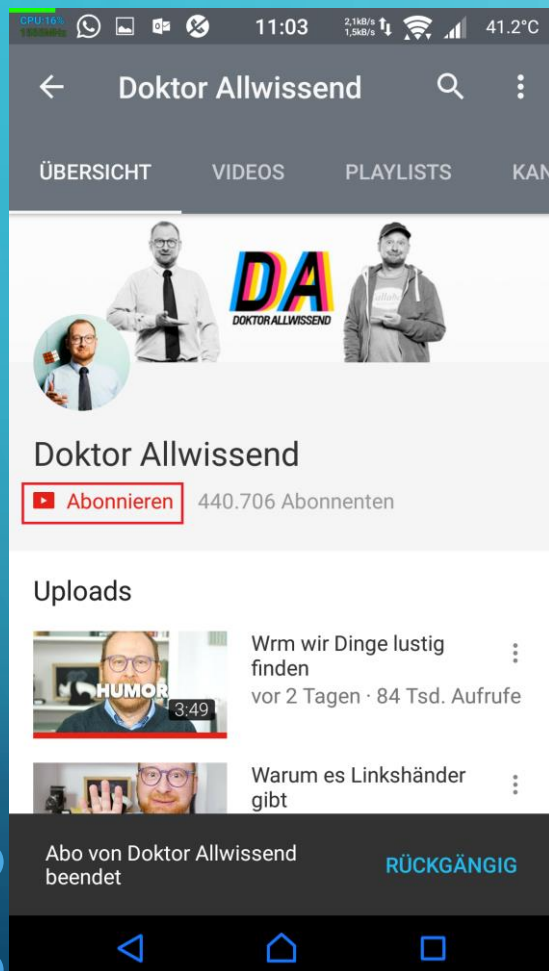 CPU:16%
11:03
2,1kB/s
1,5kB/s
41.2°C
Doktor Allwissend
ÜBERSICHT VIDEOS PLAYLISTS KAN
DA
DOKTOR ALLWISSEND
Doktor Allwissend
Abonnieren 440.706 Abonnenten
Uploads
HUMOR
3:49
Wrm wir Dinge lustig
finden
vor 2 Tagen · 84 Tsd. Aufrufe
Warum es Linkshänder
gibt
Abo von Doktor Allwissend
beendet
RÜCKGÄNGIG